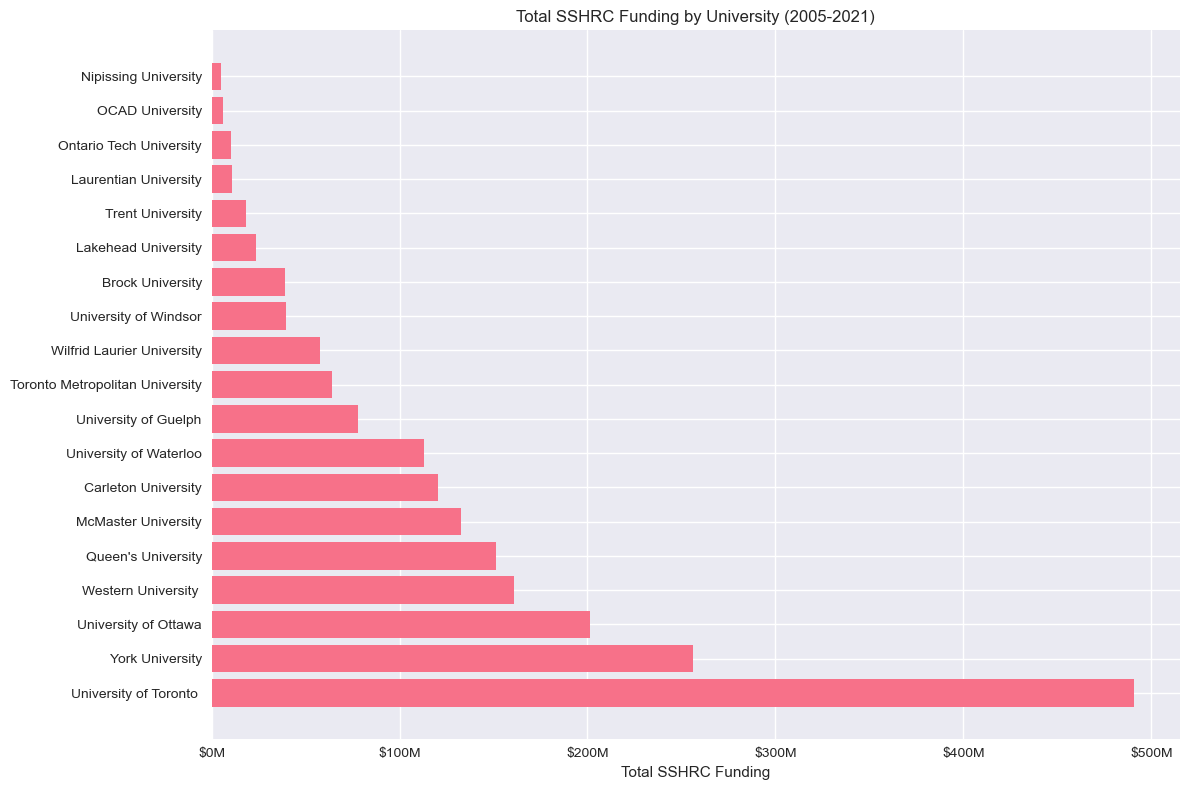 Total SSHRC Funding by University (2005-2021)
Nipissing University
OCAD University
Ontario Tech University
Laurentian University
Trent University
Lakehead University
Brock University
University of Windsor
Wilfrid Laurier University
Toronto Metropolitan University
University of Guelph
University of Waterloo
Carleton University
McMaster University
Queen's University
Western University
University of Ottawa
York University
University of Toronto
$0M $100M $200M $300M $400M $500M
Total SSHRC Funding